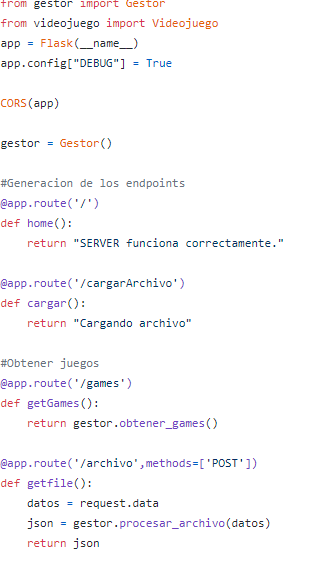 from gestor import Gestor
from videojuego import Videojuego
app = Flask(__name__)
app.config["DEBUG"] = True

CORS(app)

gestor = Gestor()

#Generacion de los endpoints
@app.route('/')
def home():
    return "SERVER funciona correctamente."

@app.route('/cargarArchivo')
def cargar():
    return "Cargando archivo"

#Obtener juegos
@app.route('/games')
def getGames():
    return gestor.obtener_games()

@app.route('/archivo',methods=['POST'])
def getfile():
    datos = request.data
    json = gestor.procesar_archivo(datos)
    return json